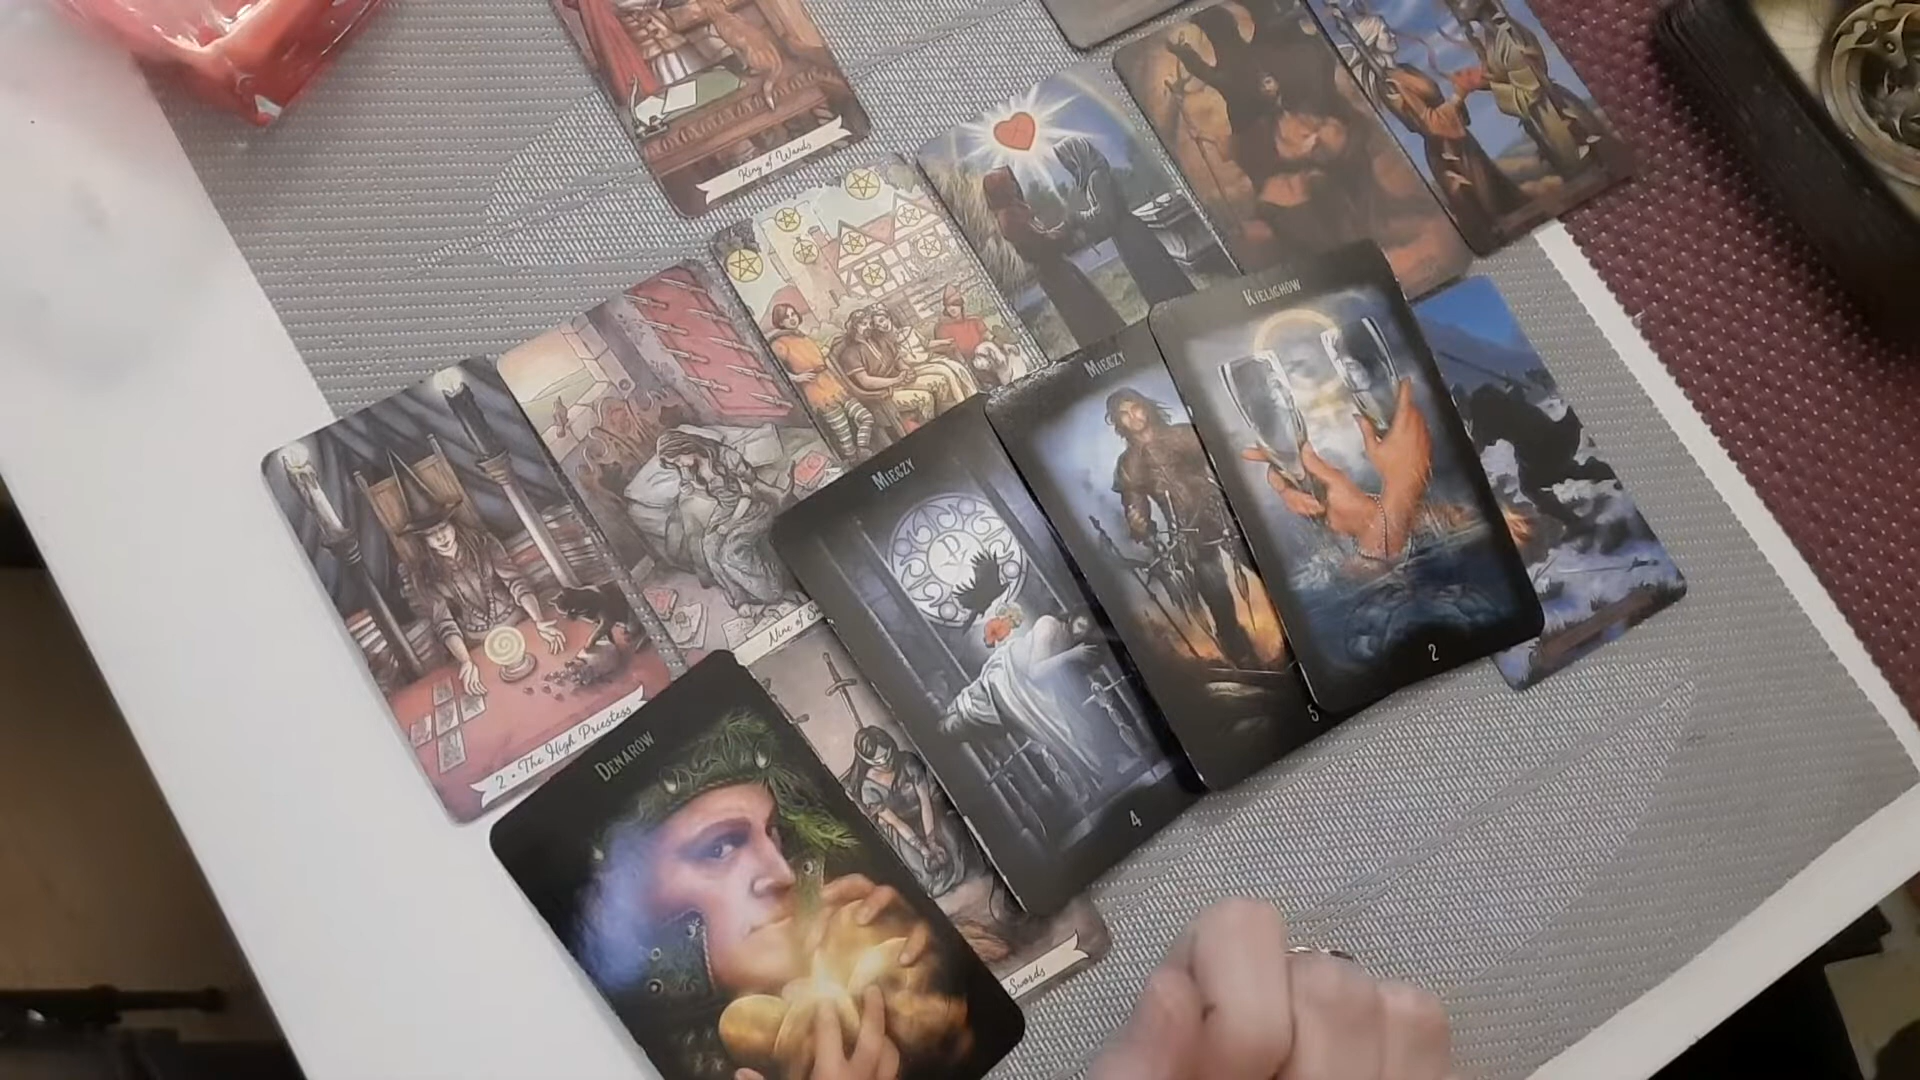 King of Wands
KIELICHÓW
MIECZY
MIECZY
Nine of
2
5
2 • The High Priestess
DENARÓW
4
Swords